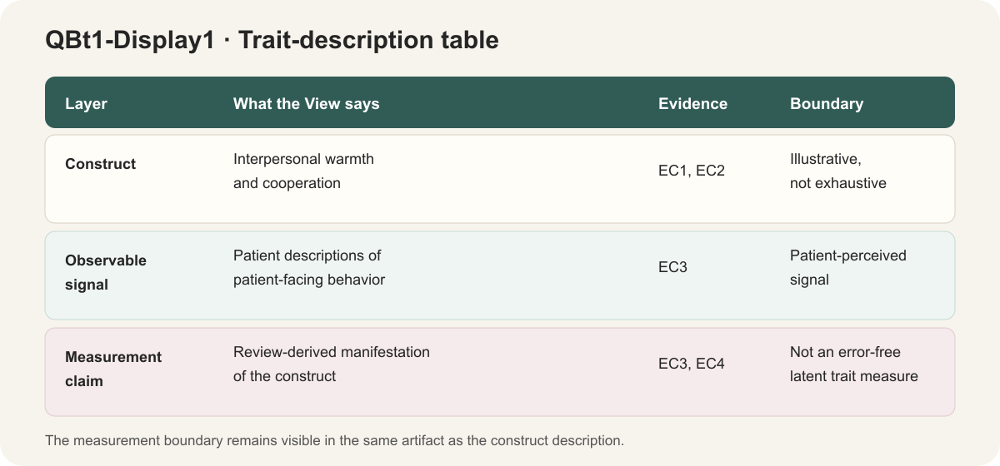 QBt1-Display1 · Trait-description table
Layer What the View says Evidence Boundary
Construct
Interpersonal warmth
and cooperation
EC1, EC2
Illustrative,
not exhaustive
Observable
signal
Patient descriptions of
patient-facing behavior
EC3
Patient-perceived
signal
Measurement
claim
Review-derived manifestation
of the construct
EC3, EC4
Not an error-free
latent trait measure
The measurement boundary remains visible in the same artifact as the construct description.